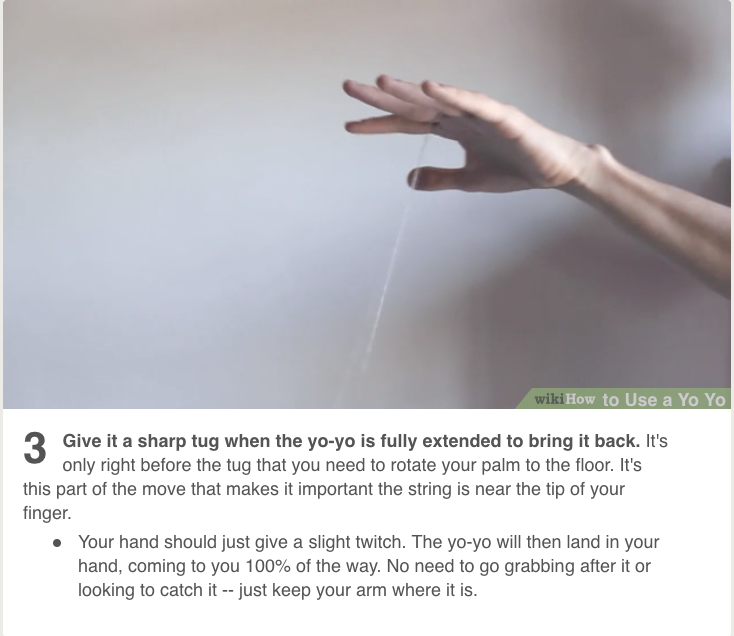 wikiHow to Use a Yo Yo
3 Give it a sharp tug when the yo-yo is fully extended to bring it back. It's
only right before the tug that you need to rotate your palm to the floor. It's
this part of the move that makes it important the string is near the tip of your
finger.
● Your hand should just give a slight twitch. The yo-yo will then land in your
hand, coming to you 100% of the way. No need to go grabbing after it or
looking to catch it -- just keep your arm where it is.